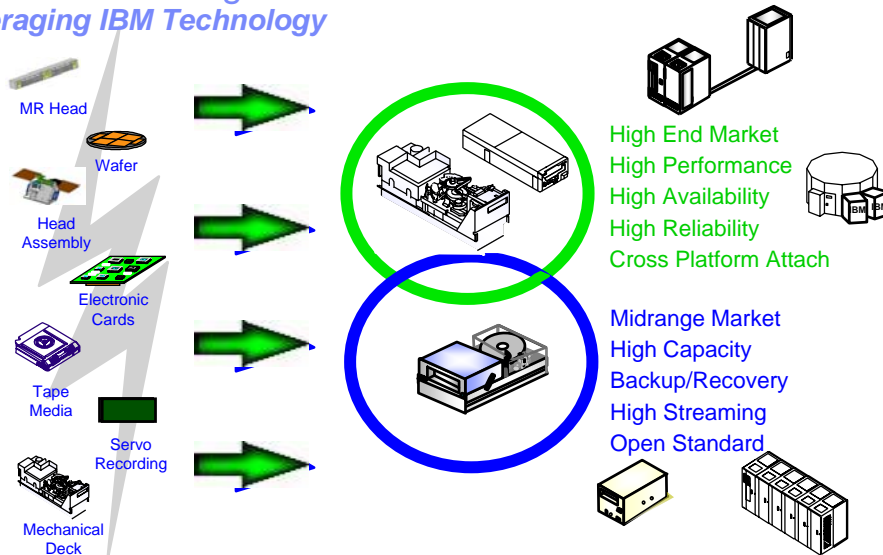 eraging IBM Technology
MR Head
Wafer
Head
Assembly
Electronic
Cards
Tape
Media
Servo
Recording
Mechanical
Deck
High End Market
High Performance
High Availability
High Reliability
Cross Platform Attach
IBM
IB
Midrange Market
High Capacity
Backup/Recovery
High Streaming
Open Standard